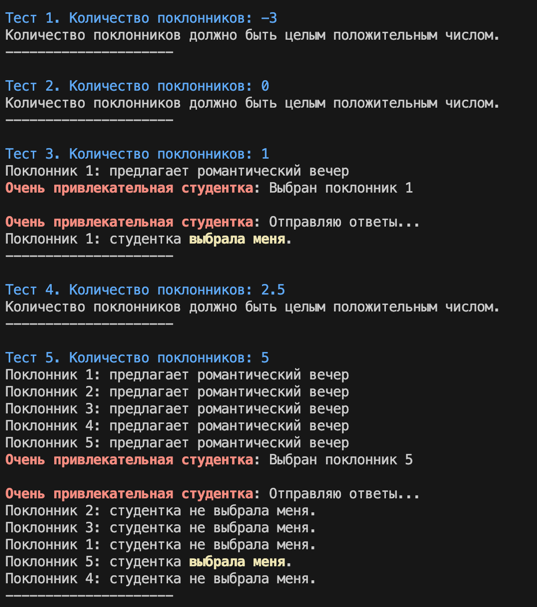 Тест 1. Количество поклонников: -3
Количество поклонников должно быть целым положительным числом.
---------------------
Тест 2. Количество поклонников: 0
Количество поклонников должно быть целым положительным числом.
---------------------
Тест 3. Количество поклонников: 1
Поклонник 1: предлагает романтический вечер
Очень привлекательная студентка: Выбран поклонник 1
Очень привлекательная студентка: Отправляю ответы...
Поклонник 1: студентка выбрала меня.
---------------------
Тест 4. Количество поклонников: 2.5
Количество поклонников должно быть целым положительным числом.
---------------------
Тест 5. Количество поклонников: 5
Поклонник 1: предлагает романтический вечер
Поклонник 2: предлагает романтический вечер
Поклонник 3: предлагает романтический вечер
Поклонник 4: предлагает романтический вечер
Поклонник 5: предлагает романтический вечер
Очень привлекательная студентка: Выбран поклонник 5
Очень привлекательная студентка: Отправляю ответы...
Поклонник 2: студентка не выбрала меня.
Поклонник 3: студентка не выбрала меня.
Поклонник 1: студентка не выбрала меня.
Поклонник 5: студентка выбрала меня.
Поклонник 4: студентка не выбрала меня.
---------------------